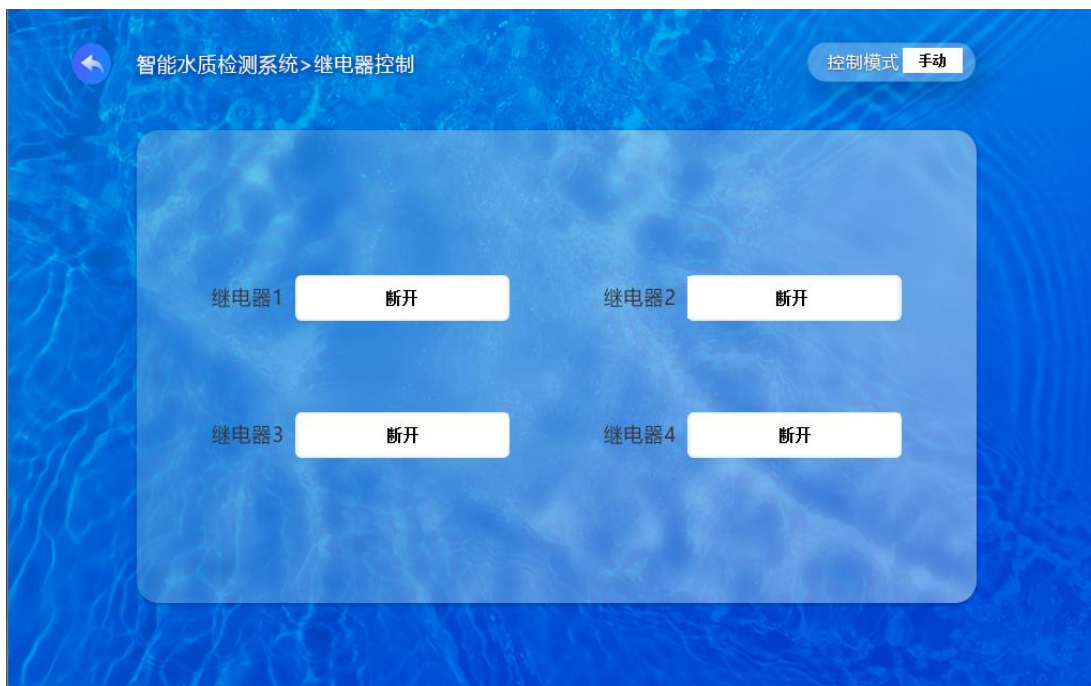 智能水质检测系统>继电器控制
控制模式 手动
继电器1 断开
继电器2 断开
继电器3 断开
继电器4 断开